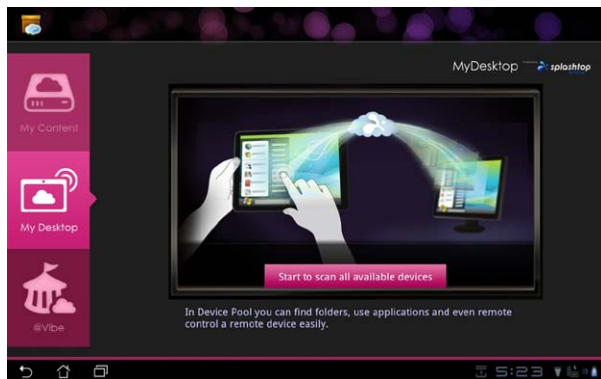 MyDesktop splashtop
My Content
My Desktop
@Vibe
Start to scan all available devices
In Device Pool you can find folders, use applications and even remote
control a remote device easily.
5:23